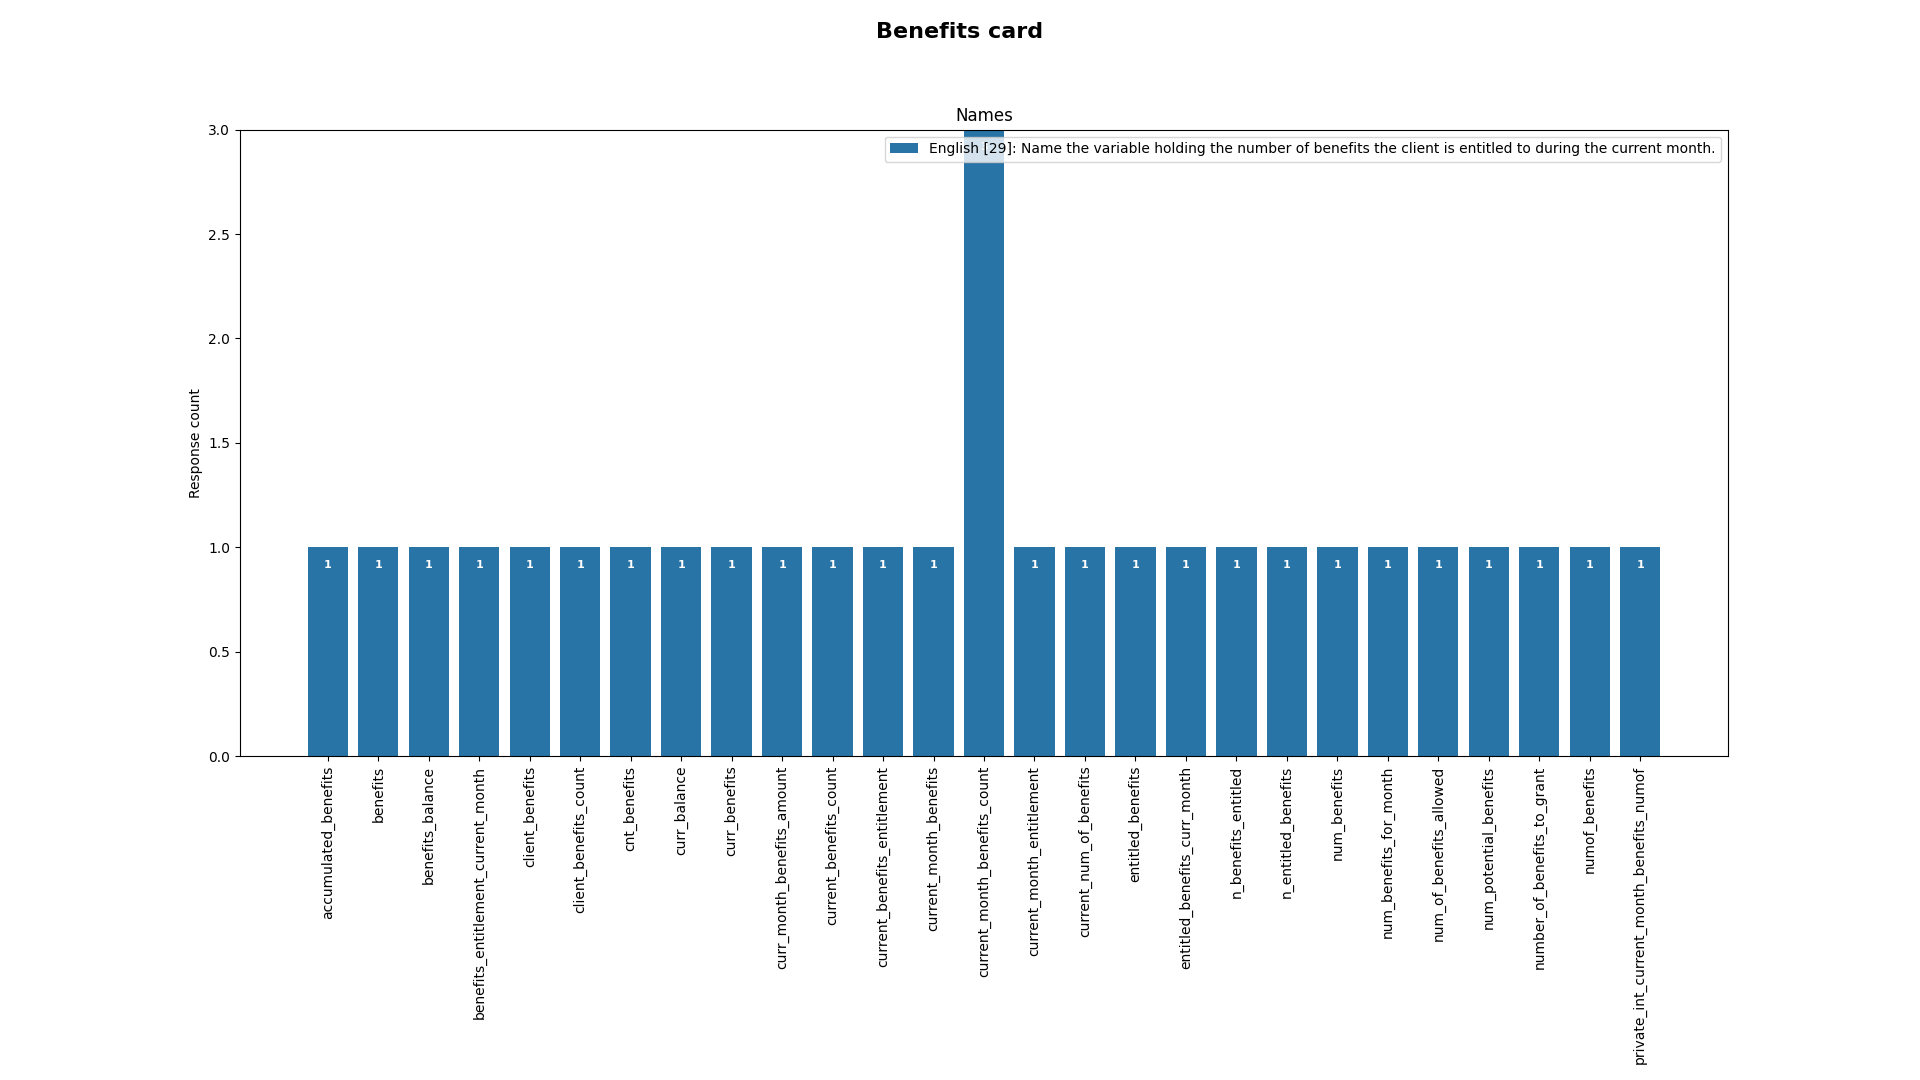 Benefits card
Names
English [29]: Name the variable holding the number of benefits the client is entitled to during the current month.
Response count
3.0
2.5
2.0
1.5
1.0
0.5
0.0
1 1 1 1 1 1 1 1 1 1 1 1 1 1 1 1 1 1 1 1 1 1 1 1 1 1
accumulated_benefits
benefits
benefits_balance
benefits_entitlement_current_month
client_benefits
client_benefits_count
cnt_benefits
curr_balance
curr_benefits
curr_month_benefits_amount
current_benefits_count
current_benefits_entitlement
current_month_benefits
current_month_benefits_count
current_month_entitlement
current_num_of_benefits
entitled_benefits
entitled_benefits_curr_month
n_benefits_entitled
n_entitled_benefits
num_benefits
num_benefits_for_month
num_of_benefits_allowed
num_potential_benefits
number_of_benefits_to_grant
numof_benefits
private_int_current_month_benefits_numof